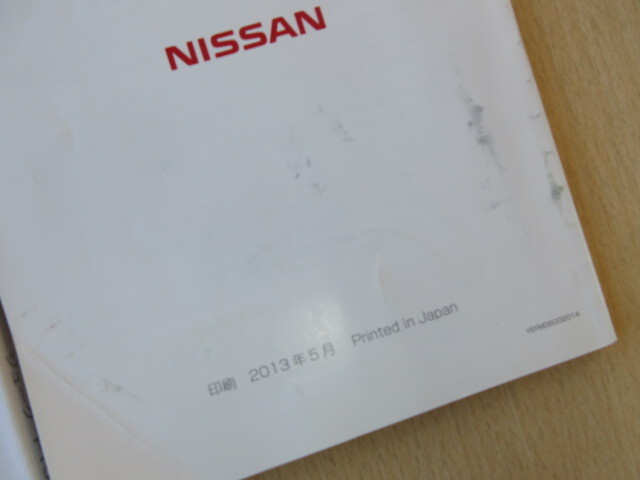 NISSAN
印刷 2013年5月 Printed in Japan